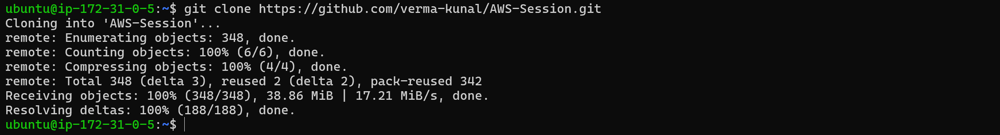 ubuntu@ip-172-31-0-5:~$ git clone https://github.com/verma-kunal/AWS-Session.git
Cloning into 'AWS-Session'...
remote: Enumerating objects: 348, done.
remote: Counting objects: 100% (6/6), done.
remote: Compressing objects: 100% (4/4), done.
remote: Total 348 (delta 3), reused 2 (delta 2), pack-reused 342
Receiving objects: 100% (348/348), 38.86 MiB | 17.21 MiB/s, done.
Resolving deltas: 100% (188/188), done.
ubuntu@ip-172-31-0-5:~$